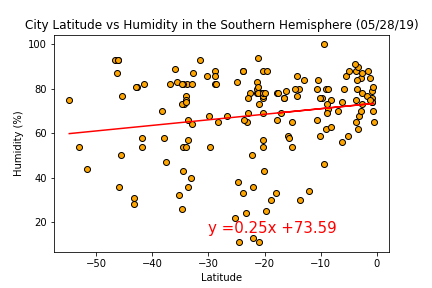 City Latitude vs Humidity in the Southern Hemisphere (05/28/19)
100
80
60
40
20
Humidity (%)
y =0.25x +73.59
−50
−40
−30
−20
−10
0
Latitude